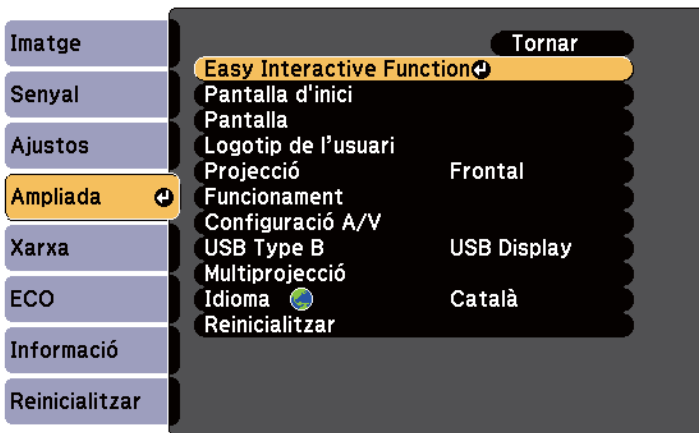 Imatge
Senyal
Ajustos
Ampliada
Xarxa
ECO
Informació
Reinicialitzar
Tornar
Easy Interactive Function
Pantalla d'inici
Pantalla
Logotip de l’usuari
Projecció Frontal
Funcionament
Configuració A/V
USB Type B USB Display
Multiprojecció
Idioma Català
Reinicialitzar